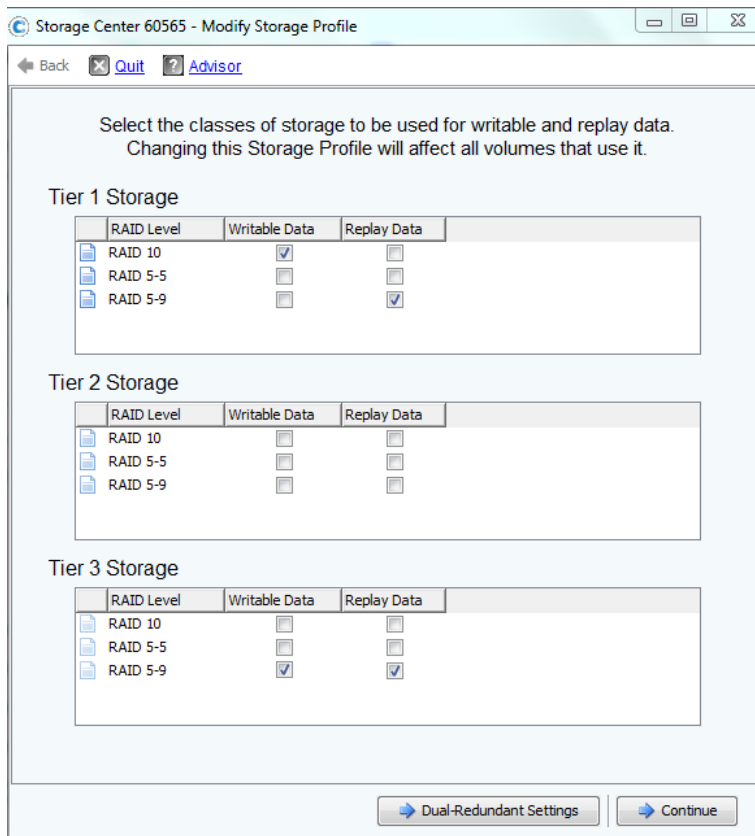 Storage Center 60565 - Modify Storage Profile
Back Quit ? Advisor
Select the classes of storage to be used for writable and replay data.
Changing this Storage Profile will affect all volumes that use it.
Tier 1 Storage
RAID Level Writable Data Replay Data
RAID 10
RAID 5-5
RAID 5-9
Tier 2 Storage
RAID Level Writable Data Replay Data
RAID 10
RAID 5-5
RAID 5-9
Tier 3 Storage
RAID Level Writable Data Replay Data
RAID 10
RAID 5-5
RAID 5-9
Dual-Redundant Settings Continue